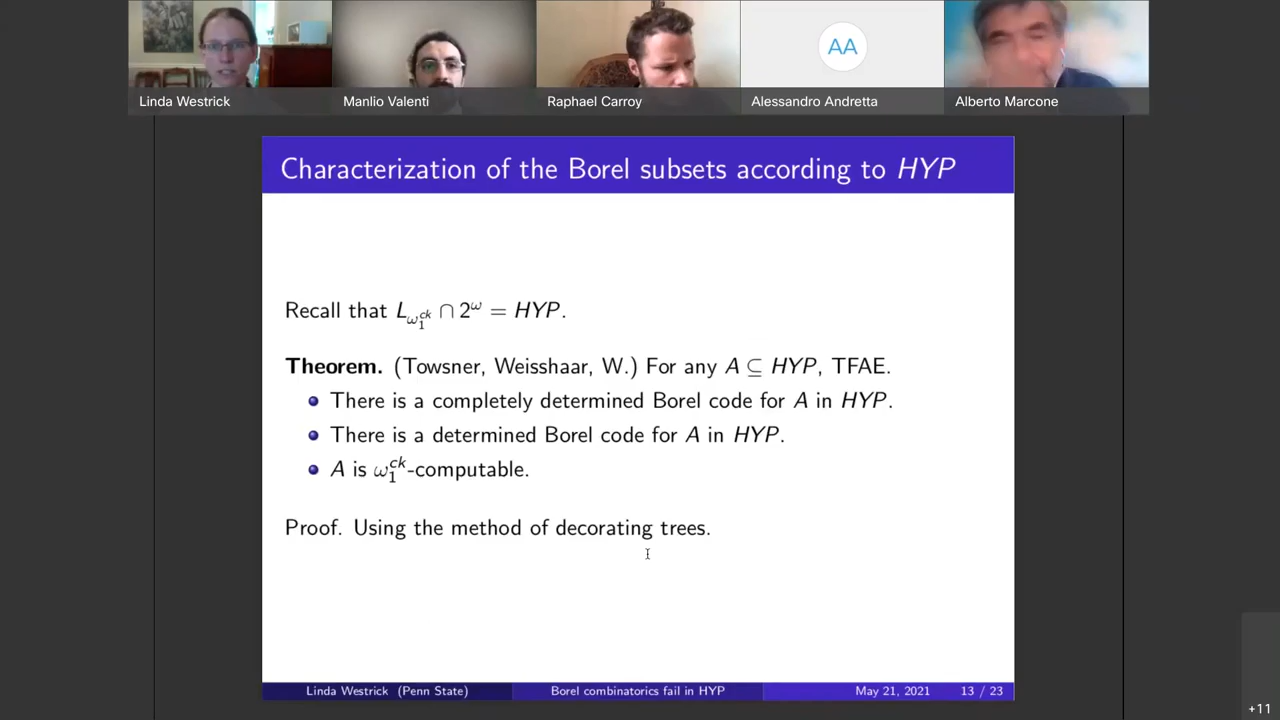 AA
Linda Westrick
Manlio Valenti
Raphael Carroy
Alessandro Andretta
Alberto Marcone
Characterization of the Borel subsets according to HYP
Recall that L_{ω_1^{ck}} ∩ 2^ω = HYP.
Theorem. (Towsner, Weisshaar, W.) For any A ⊆ HYP, TFAE.
• There is a completely determined Borel code for A in HYP.
• There is a determined Borel code for A in HYP.
• A is ω_1^{ck}-computable.
Proof. Using the method of decorating trees.
Linda Westrick (Penn State)
Borel combinatorics fail in HYP
May 21, 2021
13 / 23
+11